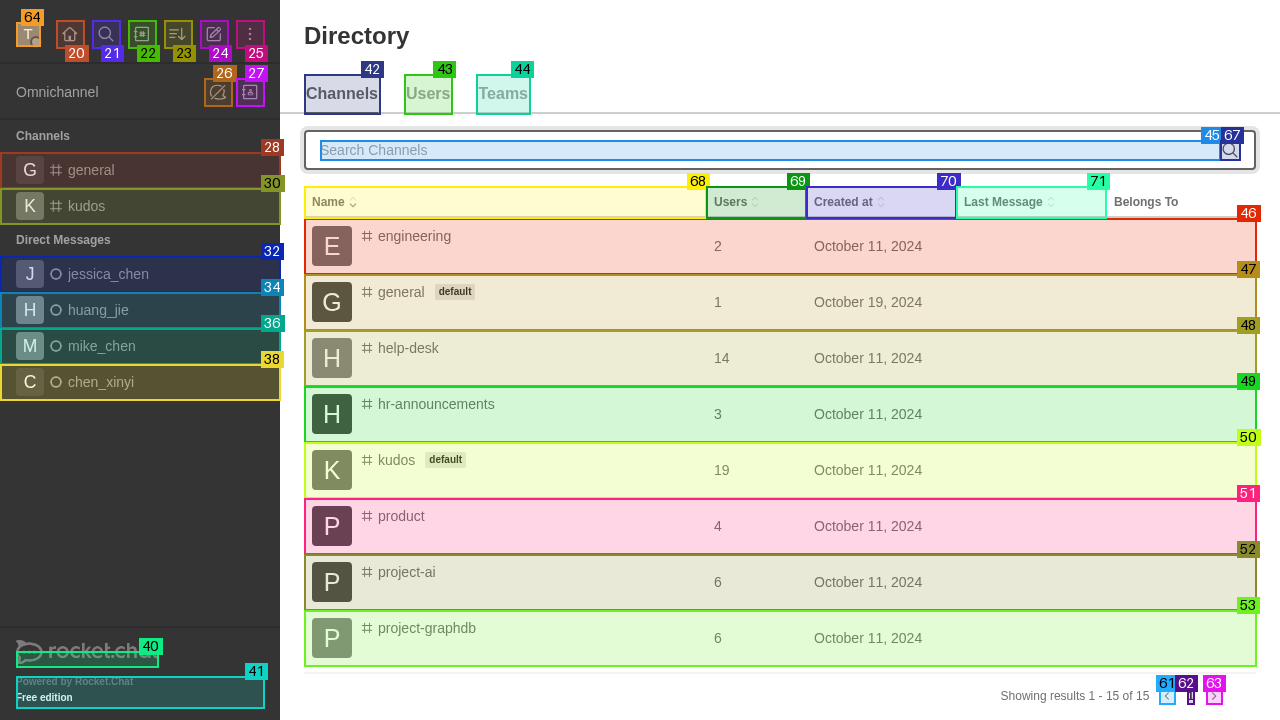 64
T
20
21
22
23
24
25
Omnichannel
26
27
Channels
28
G general
30
K kudos
Direct Messages
32
J jessica_chen
34
H huang_jie
36
M mike_chen
38
C chen_xinyi
40
rocket.chat
41
Powered by Rocket.Chat
Free edition
Directory
42
43
44
Channels Users Teams
45
67
Search Channels
68
69
70
71
Name Users Created at Last Message Belongs To
46
E engineering 2 October 11, 2024
47
G general default 1 October 19, 2024
48
H help-desk 14 October 11, 2024
49
H hr-announcements 3 October 11, 2024
50
K kudos default 19 October 11, 2024
51
P product 4 October 11, 2024
52
P project-ai 6 October 11, 2024
53
P project-graphdb 6 October 11, 2024
61
62
63
Showing results 1 - 15 of 15